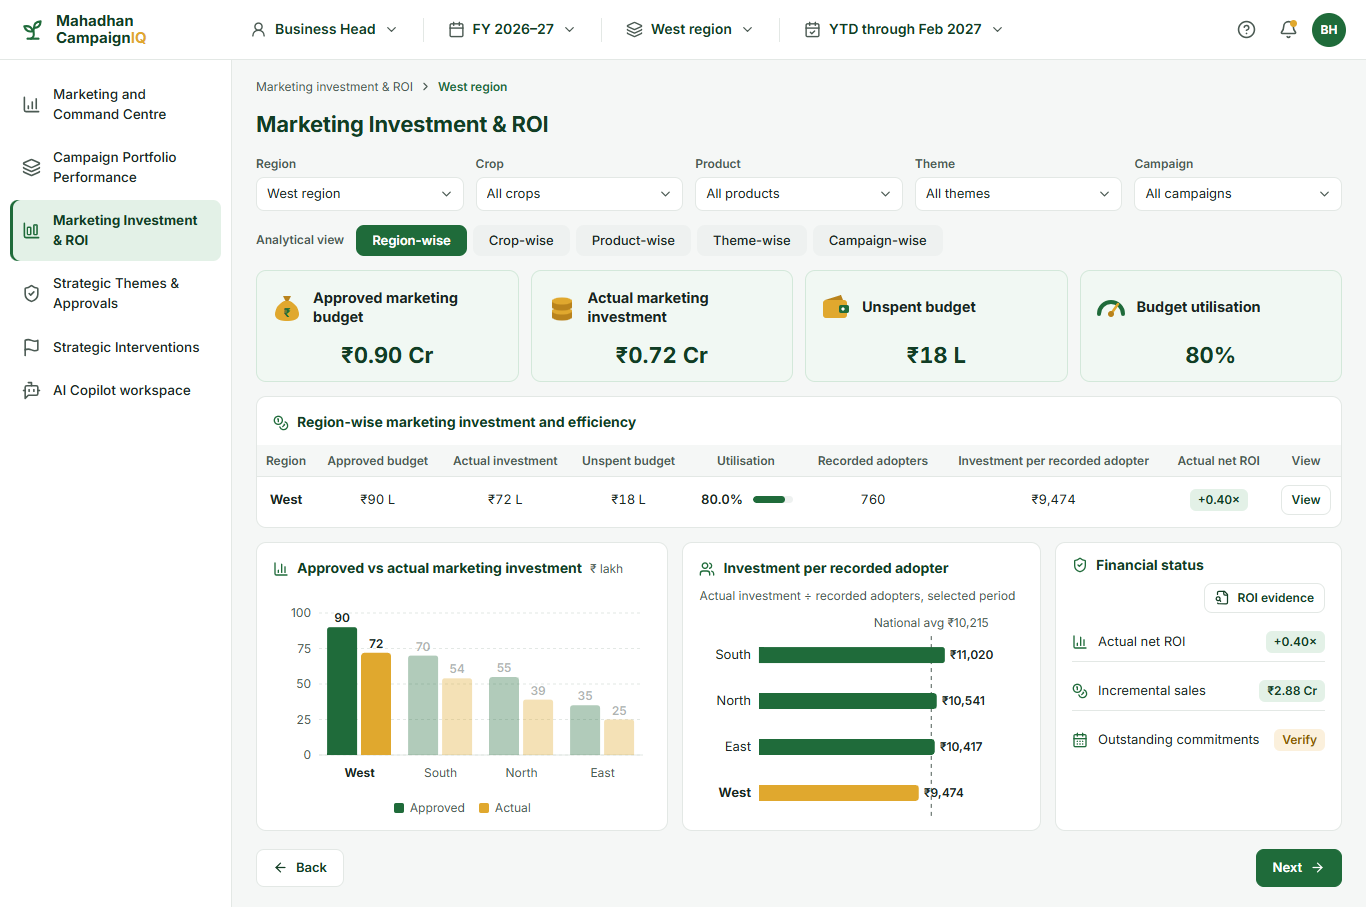 Mahadhan
CampaignIQ
Business Head
FY 2026–27
West region
YTD through Feb 2027
BH
Marketing and
Command Centre
Campaign Portfolio
Performance
Marketing Investment
& ROI
Strategic Themes &
Approvals
Strategic Interventions
AI Copilot workspace
Marketing investment & ROI > West region
Marketing Investment & ROI
Region
Crop
Product
Theme
Campaign
West region
All crops
All products
All themes
All campaigns
Analytical view
Region-wise
Crop-wise
Product-wise
Theme-wise
Campaign-wise
Approved marketing
budget
₹0.90 Cr
Actual marketing
investment
₹0.72 Cr
Unspent budget
₹18 L
Budget utilisation
80%
Region-wise marketing investment and efficiency
Region Approved budget Actual investment Unspent budget Utilisation Recorded adopters Investment per recorded adopter Actual net ROI View
West ₹90 L ₹72 L ₹18 L 80.0% 760 ₹9,474 +0.40× View
Approved vs actual marketing investment ₹ lakh
100
75
50
25
0
90
72
70
54
55
39
35
25
West
South
North
East
Approved
Actual
Investment per recorded adopter
Actual investment ÷ recorded adopters, selected period
National avg ₹10,215
South ₹11,020
North ₹10,541
East ₹10,417
West ₹9,474
Financial status
ROI evidence
Actual net ROI +0.40×
Incremental sales ₹2.88 Cr
Outstanding commitments Verify
Back
Next